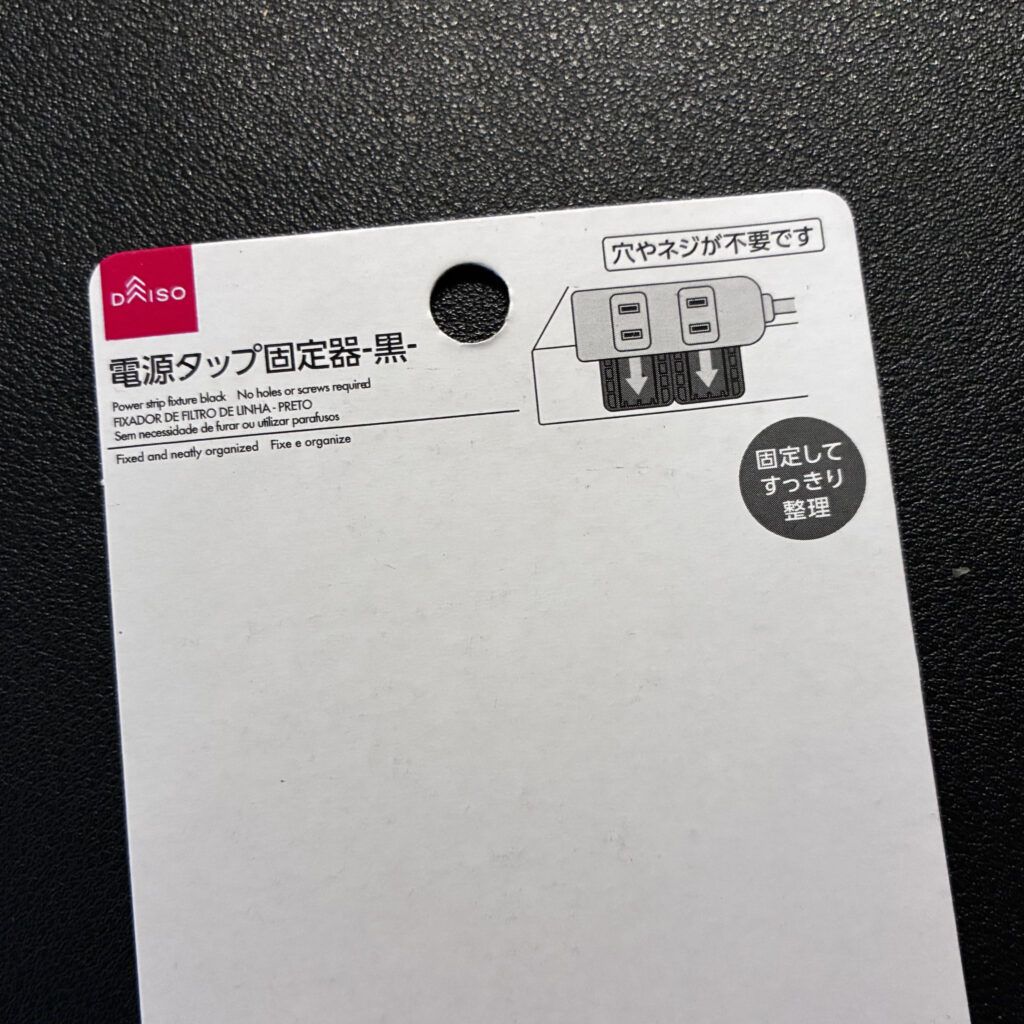 DAISO
穴やネジが不要です
電源タップ固定器-黒-
Power strip fixture black No holes or screws required
FIXADOR DE FILTRO DE LINHA - PRETO
Sem necessidade de furar ou utilizar parafusos
Fixed and neatly organized Fixe e organize
固定して
すっきり
整理